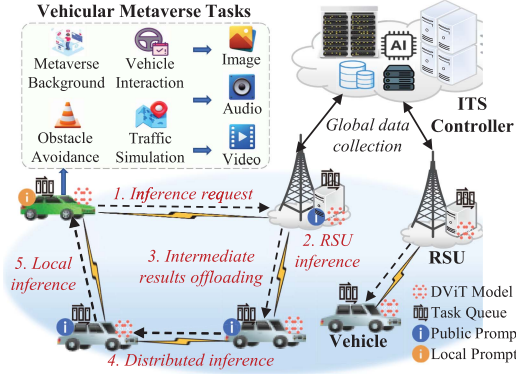 Vehicular Metaverse Tasks
Metaverse
Background
Vehicle
Interaction
Image
Obstacle
Avoidance
Traffic
Simulation
Audio
Video
AI
ITS
Controller
Global data
collection
1. Inference request
2. RSU
inference
3. Intermediate
results offloading
4. Distributed inference
5. Local
inference
RSU
Vehicle
DViT Model
Task Queue
Public Prompt
Local Prompt
i
i
i
i
i
i